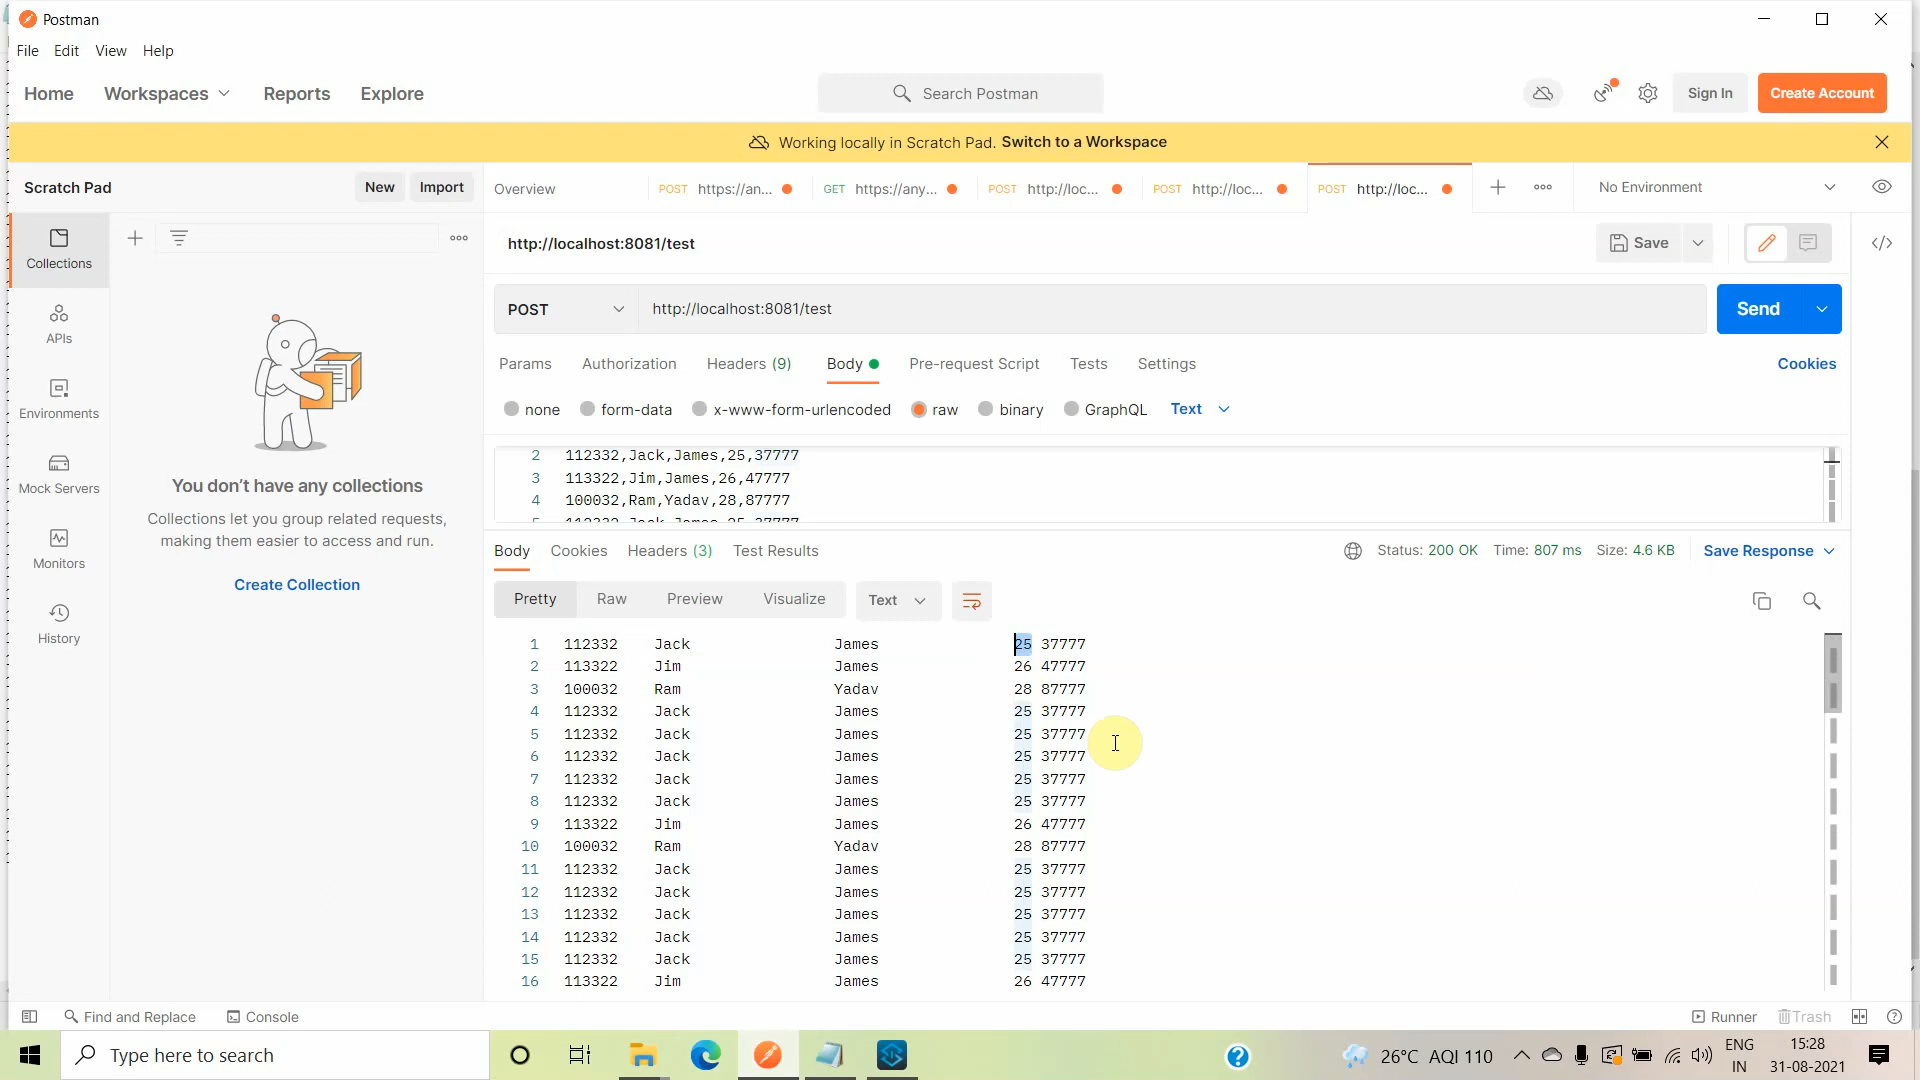 Postman
File Edit View Help
Home Workspaces Reports Explore
Search Postman
Sign In
Create Account
Working locally in Scratch Pad. Switch to a Workspace
Scratch Pad
New
Import
Overview
POST https://an...
GET https://any...
POST http://loc...
POST http://loc...
POST http://loc...
No Environment
Collections
APIs
Environments
Mock Servers
Monitors
History
You don't have any collections
Collections let you group related requests,
making them easier to access and run.
Create Collection
http://localhost:8081/test
Save
POST http://localhost:8081/test
Send
Params Authorization Headers (9) Body Pre-request Script Tests Settings Cookies
none form-data x-www-form-urlencoded raw binary GraphQL Text
2 112332,Jack,James,25,37777
3 113322,Jim,James,26,47777
4 100032,Ram,Yadav,28,87777
5 112332,Jack,James,25,37777
Body Cookies Headers (3) Test Results
Status: 200 OK Time: 807 ms Size: 4.6 KB Save Response
Pretty Raw Preview Visualize Text
1 112332 Jack James 25 37777
2 113322 Jim James 26 47777
3 100032 Ram Yadav 28 87777
4 112332 Jack James 25 37777
5 112332 Jack James 25 37777
6 112332 Jack James 25 37777
7 112332 Jack James 25 37777
8 112332 Jack James 25 37777
9 113322 Jim James 26 47777
10 100032 Ram Yadav 28 87777
11 112332 Jack James 25 37777
12 112332 Jack James 25 37777
13 112332 Jack James 25 37777
14 112332 Jack James 25 37777
15 112332 Jack James 25 37777
16 113322 Jim James 26 47777
Find and Replace Console
Runner Trash
Type here to search
26°C AQI 110
ENG
IN
15:28
31-08-2021